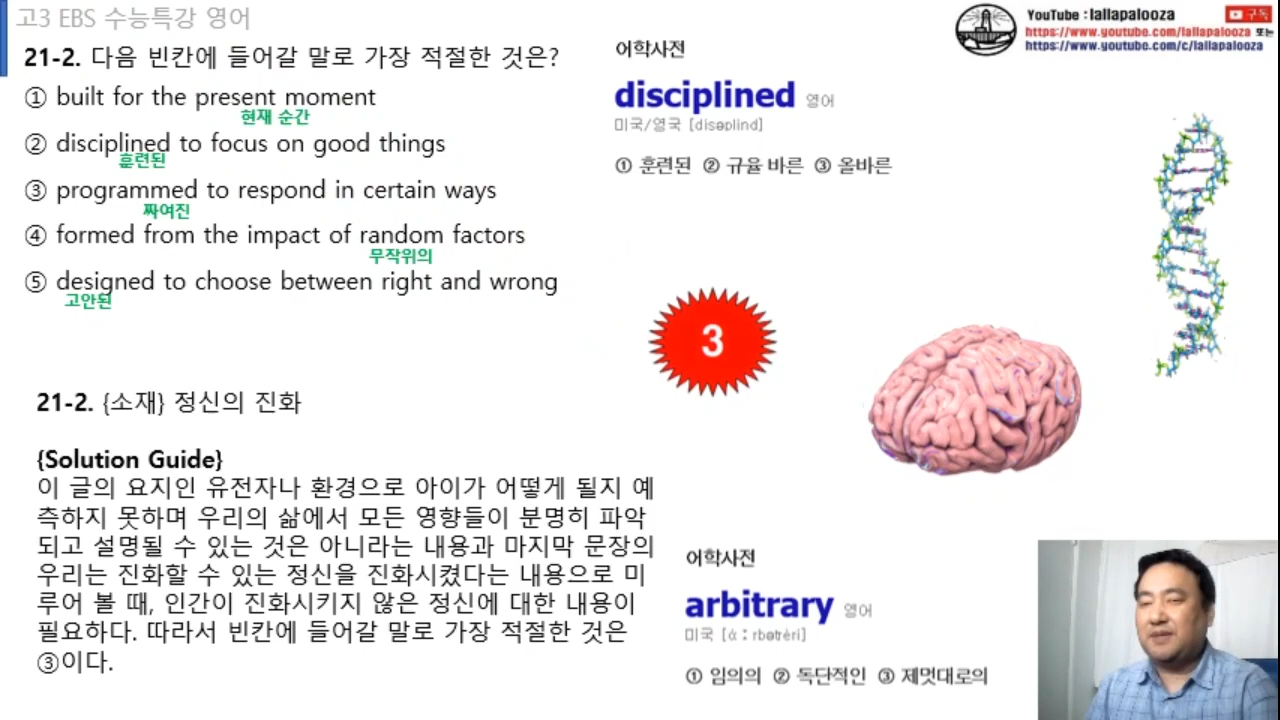 고3 EBS 수능특강 영어
21-2. 다음 빈칸에 들어갈 말로 가장 적절한 것은?
① built for the present moment
현재 순간
② disciplined to focus on good things
훈련된
③ programmed to respond in certain ways
짜여진
④ formed from the impact of random factors
무작위의
⑤ designed to choose between right and wrong
고안된
21-2. {소재} 정신의 진화
{Solution Guide}
이 글의 요지인 유전자나 환경으로 아이가 어떻게 될지 예
측하지 못하며 우리의 삶에서 모든 영향들이 분명히 파악
되고 설명될 수 있는 것은 아니라는 내용과 마지막 문장의
우리는 진화할 수 있는 정신을 진화시켰다는 내용으로 미
루어 볼 때, 인간이 진화시키지 않은 정신에 대한 내용이
필요하다. 따라서 빈칸에 들어갈 말로 가장 적절한 것은
③이다.
YouTube : lallapalooza
구독
https://www.youtube.com/lallapalooza 또는
https://www.youtube.com/c/lallapalooza
어학사전
disciplined 영어
미국/영국 [disəplind]
① 훈련된 ② 규율 바른 ③ 올바른
3
어학사전
arbitrary 영어
미국 [ά:rbətrèri]
① 임의의 ② 독단적인 ③ 제멋대로의